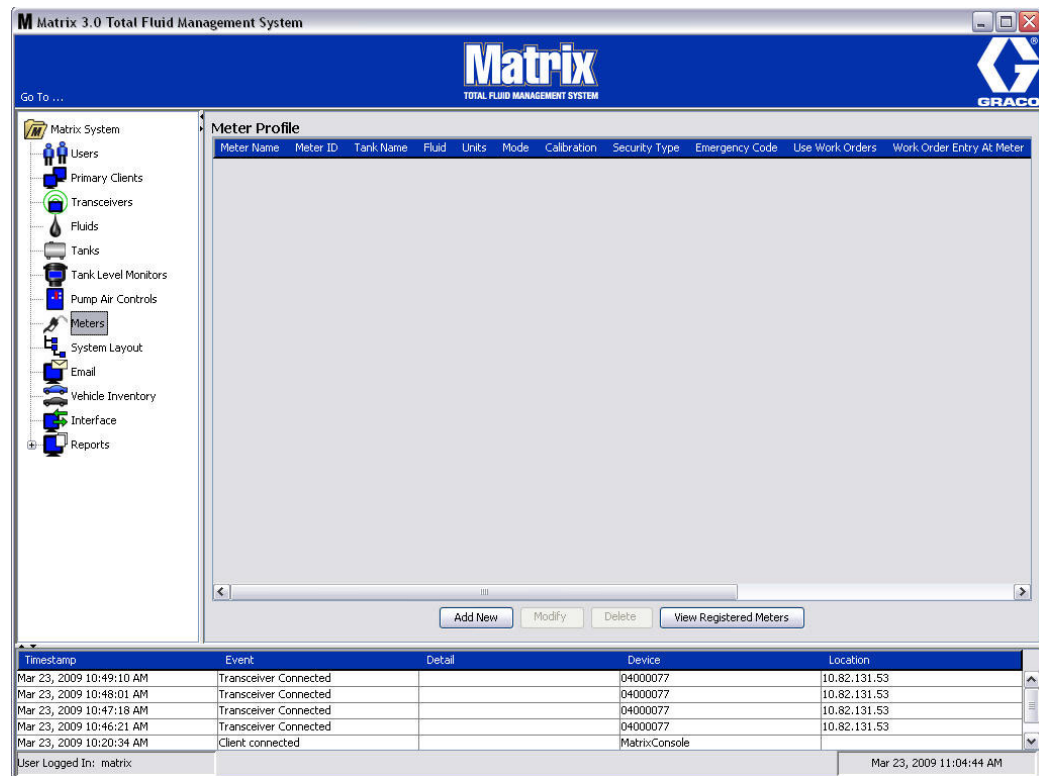 M Matrix 3.0 Total Fluid Management System
Matrix
TOTAL FLUID MANAGEMENT SYSTEM
®
GRACO
Go To ...
M Matrix System
Users
Primary Clients
Transceivers
Fluids
Tanks
Tank Level Monitors
Pump Air Controls
Meters
System Layout
Email
Vehicle Inventory
Interface
Reports
Meter Profile
Meter Name Meter ID Tank Name Fluid Units Mode Calibration Security Type Emergency Code Use Work Orders Work Order Entry At Meter
Add New Modify Delete View Registered Meters
Timestamp Event Detail Device Location
Mar 23, 2009 10:49:10 AM Transceiver Connected 04000077 10.82.131.53
Mar 23, 2009 10:48:01 AM Transceiver Connected 04000077 10.82.131.53
Mar 23, 2009 10:47:18 AM Transceiver Connected 04000077 10.82.131.53
Mar 23, 2009 10:46:21 AM Transceiver Connected 04000077 10.82.131.53
Mar 23, 2009 10:20:34 AM Client connected MatrixConsole
User Logged In: matrix Mar 23, 2009 11:04:44 AM